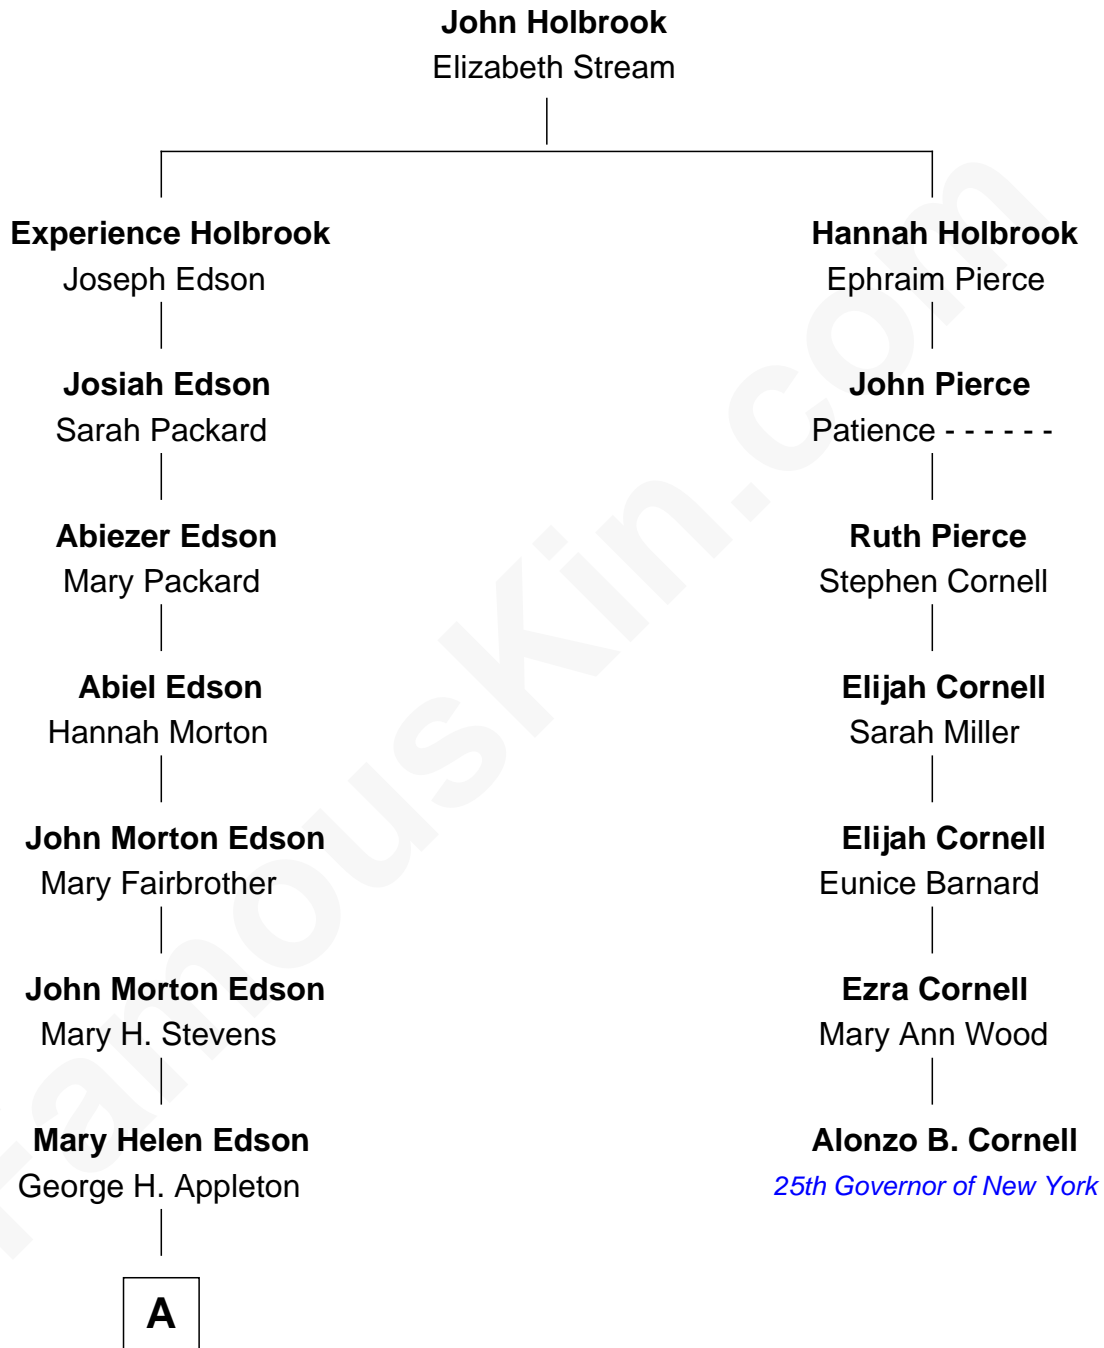 John Holbrook
Elizabeth Stream
Experience Holbrook
Joseph Edson
Hannah Holbrook
Ephraim Pierce
Josiah Edson
Sarah Packard
John Pierce
Patience - - - - - -
Abiezer Edson
Mary Packard
Ruth Pierce
Stephen Cornell
Abiel Edson
Hannah Morton
Elijah Cornell
Sarah Miller
John Morton Edson
Mary Fairbrother
Elijah Cornell
Eunice Barnard
John Morton Edson
Mary H. Stevens
Ezra Cornell
Mary Ann Wood
Mary Helen Edson
George H. Appleton
Alonzo B. Cornell
25th Governor of New York
A
FamousKin.com